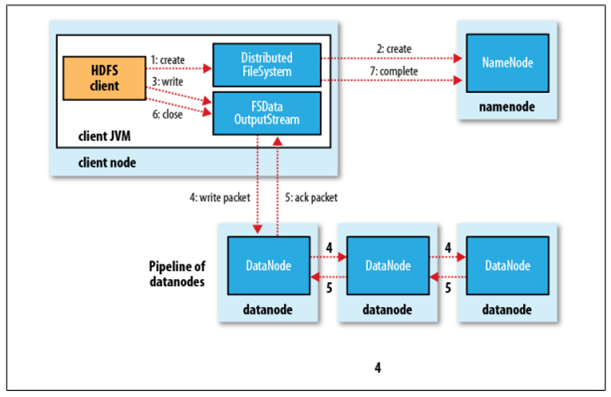 1: create
2: create
HDFS
client
Distributed
FileSystem
NameNode
3: write
7: complete
FSData
OutputStream
6: close
namenode
client JVM
client node
4: write packet
5: ack packet
Pipeline of
datanodes
DataNode
4
DataNode
4
DataNode
5
5
datanode
datanode
datanode
4